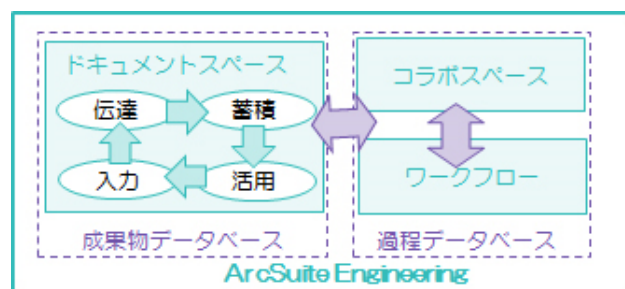 ドキュメントスペース
伝達
蓄積
入力
活用
成果物データベース
コラボスペース
ワークフロー
過程データベース
ArcSuite Engineering